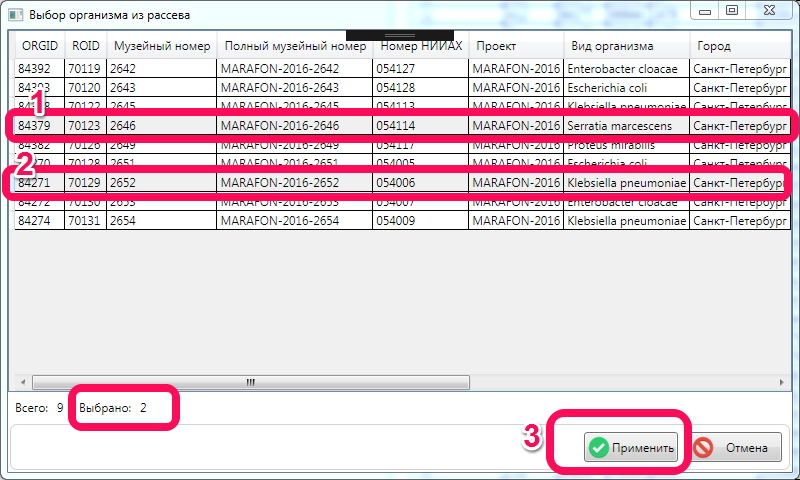 Выбор организма из рассева
ORGID ROID Музейный номер Полный музейный номер Номер НИИАХ Проект Вид организма Город
84392 70119 2642 MARAFON-2016-2642 054127 MARAFON-2016 Enterobacter cloacae Санкт-Петербург
84393 70120 2643 MARAFON-2016-2643 054128 MARAFON-2016 Escherichia coli Санкт-Петербург
1
70122 2645 MARAFON-2016-2645 054113 MARAFON-2016 Klebsiella pneumoniae Санкт-Петербург
84379 70123 2646 MARAFON-2016-2646 054114 MARAFON-2016 Serratia marcescens Санкт-Петербург
84382 70126 2649 MARAFON-2016-2649 054117 MARAFON-2016 Proteus mirabilis Санкт-Петербург
2
70128 2651 MARAFON-2016-2651 054005 MARAFON-2016 Escherichia coli Санкт-Петербург
84271 70129 2652 MARAFON-2016-2652 054006 MARAFON-2016 Klebsiella pneumoniae Санкт-Петербург
84272 70130 2653 MARAFON-2016-2653 054007 MARAFON-2016 Enterobacter cloacae Санкт-Петербург
84274 70131 2654 MARAFON-2016-2654 054009 MARAFON-2016 Klebsiella pneumoniae Санкт-Петербург
Всего: 9 Выбрано: 2
3 Применить Отмена